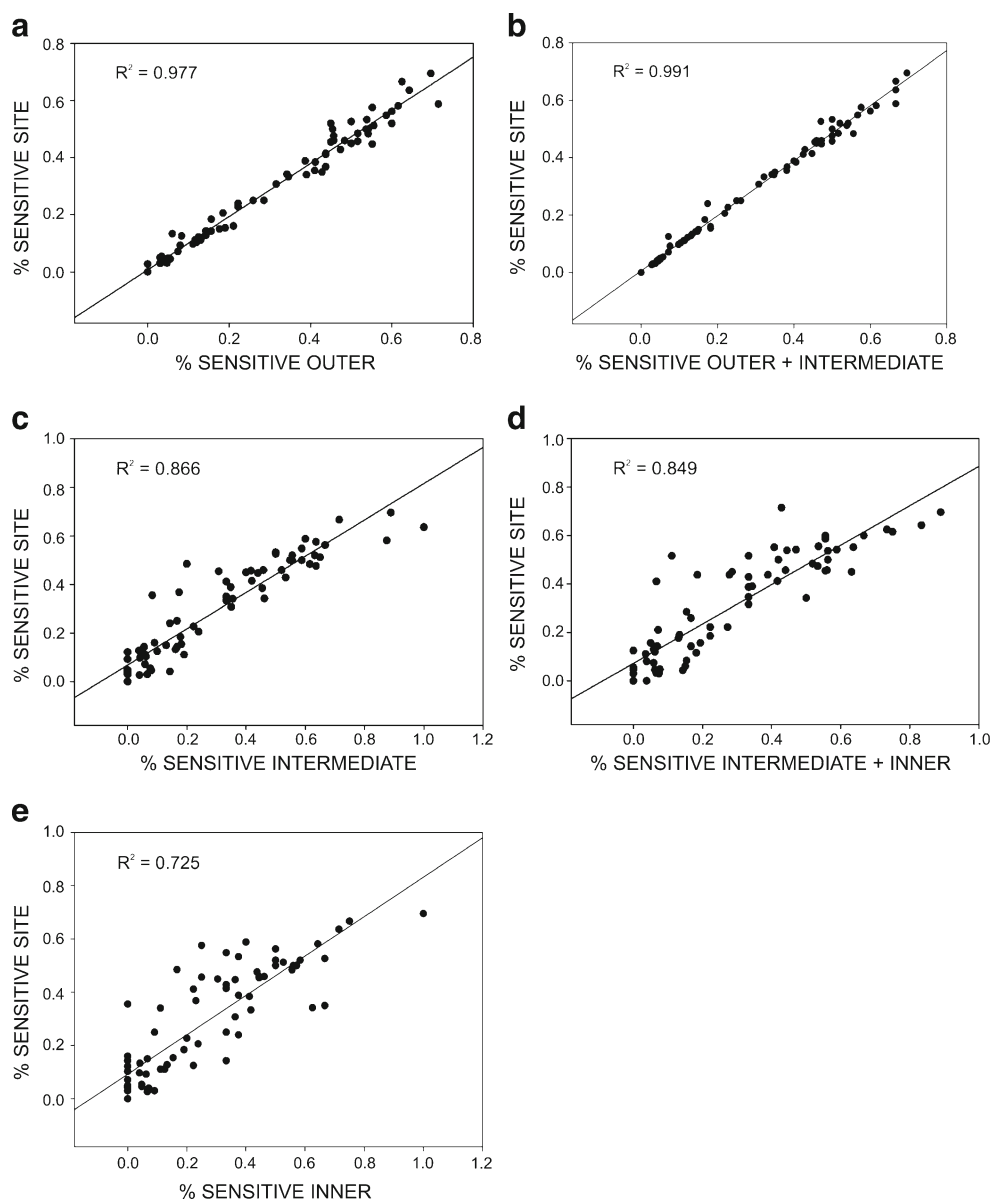 a
R² = 0.977
% SENSITIVE SITE
0.8
0.6
0.4
0.2
0.0
0.0 0.2 0.4 0.6 0.8
% SENSITIVE OUTER
b
R² = 0.991
% SENSITIVE SITE
0.8
0.6
0.4
0.2
0.0
0.0 0.2 0.4 0.6 0.8
% SENSITIVE OUTER + INTERMEDIATE
c
R² = 0.866
% SENSITIVE SITE
1.0
0.8
0.6
0.4
0.2
0.0
0.0 0.2 0.4 0.6 0.8 1.0 1.2
% SENSITIVE INTERMEDIATE
d
R² = 0.849
% SENSITIVE SITE
1.0
0.8
0.6
0.4
0.2
0.0
0.0 0.2 0.4 0.6 0.8 1.0
% SENSITIVE INTERMEDIATE + INNER
e
R² = 0.725
% SENSITIVE SITE
1.0
0.8
0.6
0.4
0.2
0.0
0.0 0.2 0.4 0.6 0.8 1.0 1.2
% SENSITIVE INNER